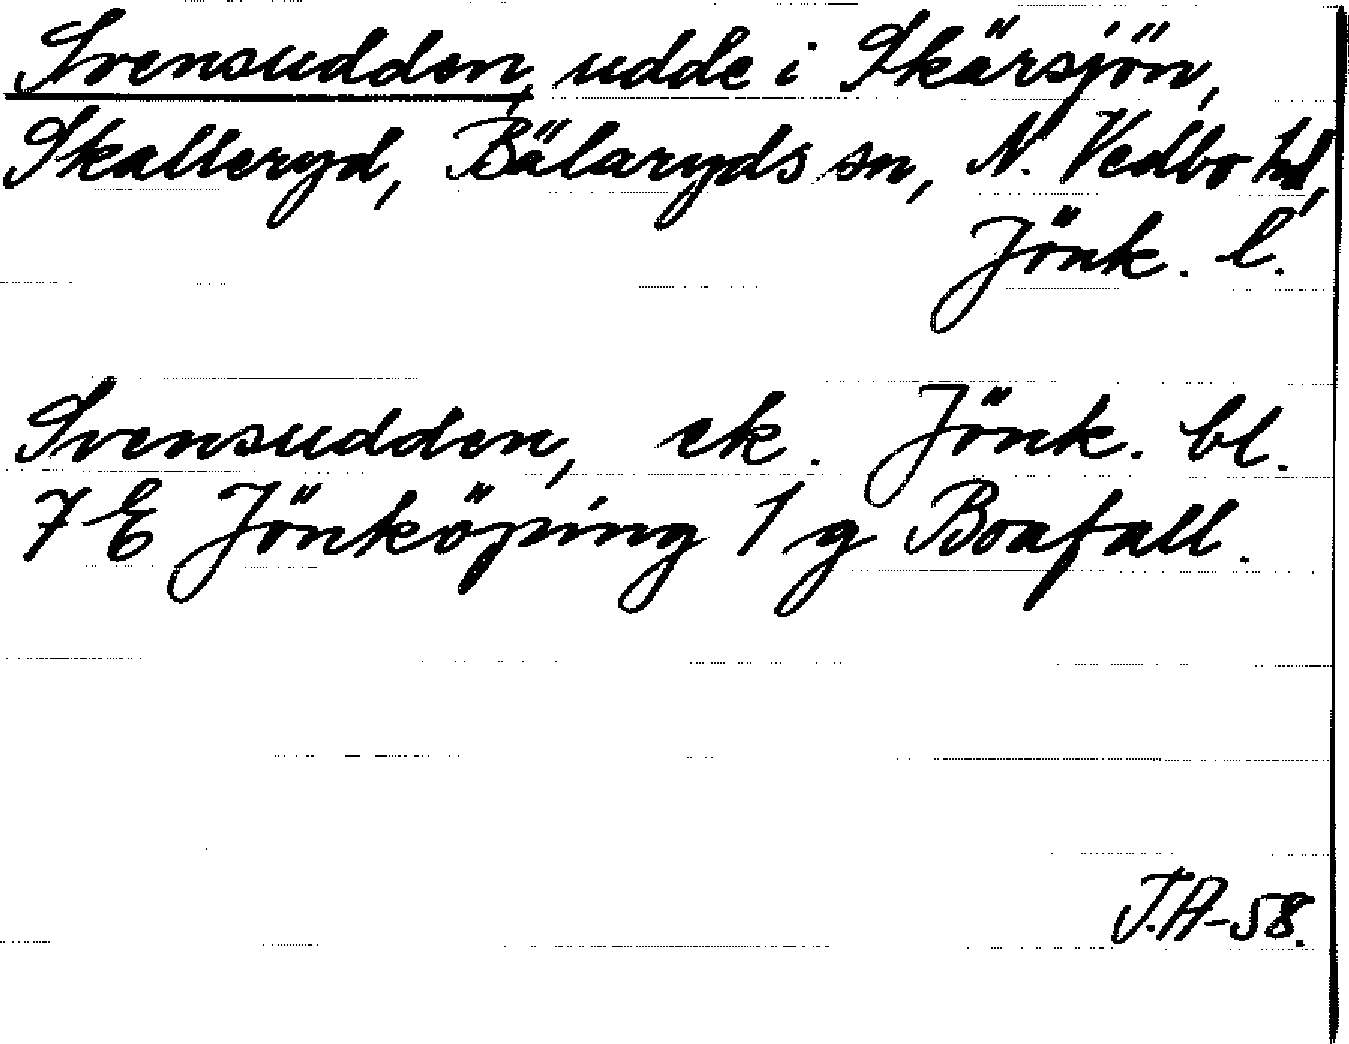 Svensudden, udde i Skärsjön,
Skalleryd, Bälaryds sn, N. Vedbo hd,
Jönk. l.
Svensudden, ek. Jönk. bl.
7 E Jönköping 1 g Boafall.
J.A-58.